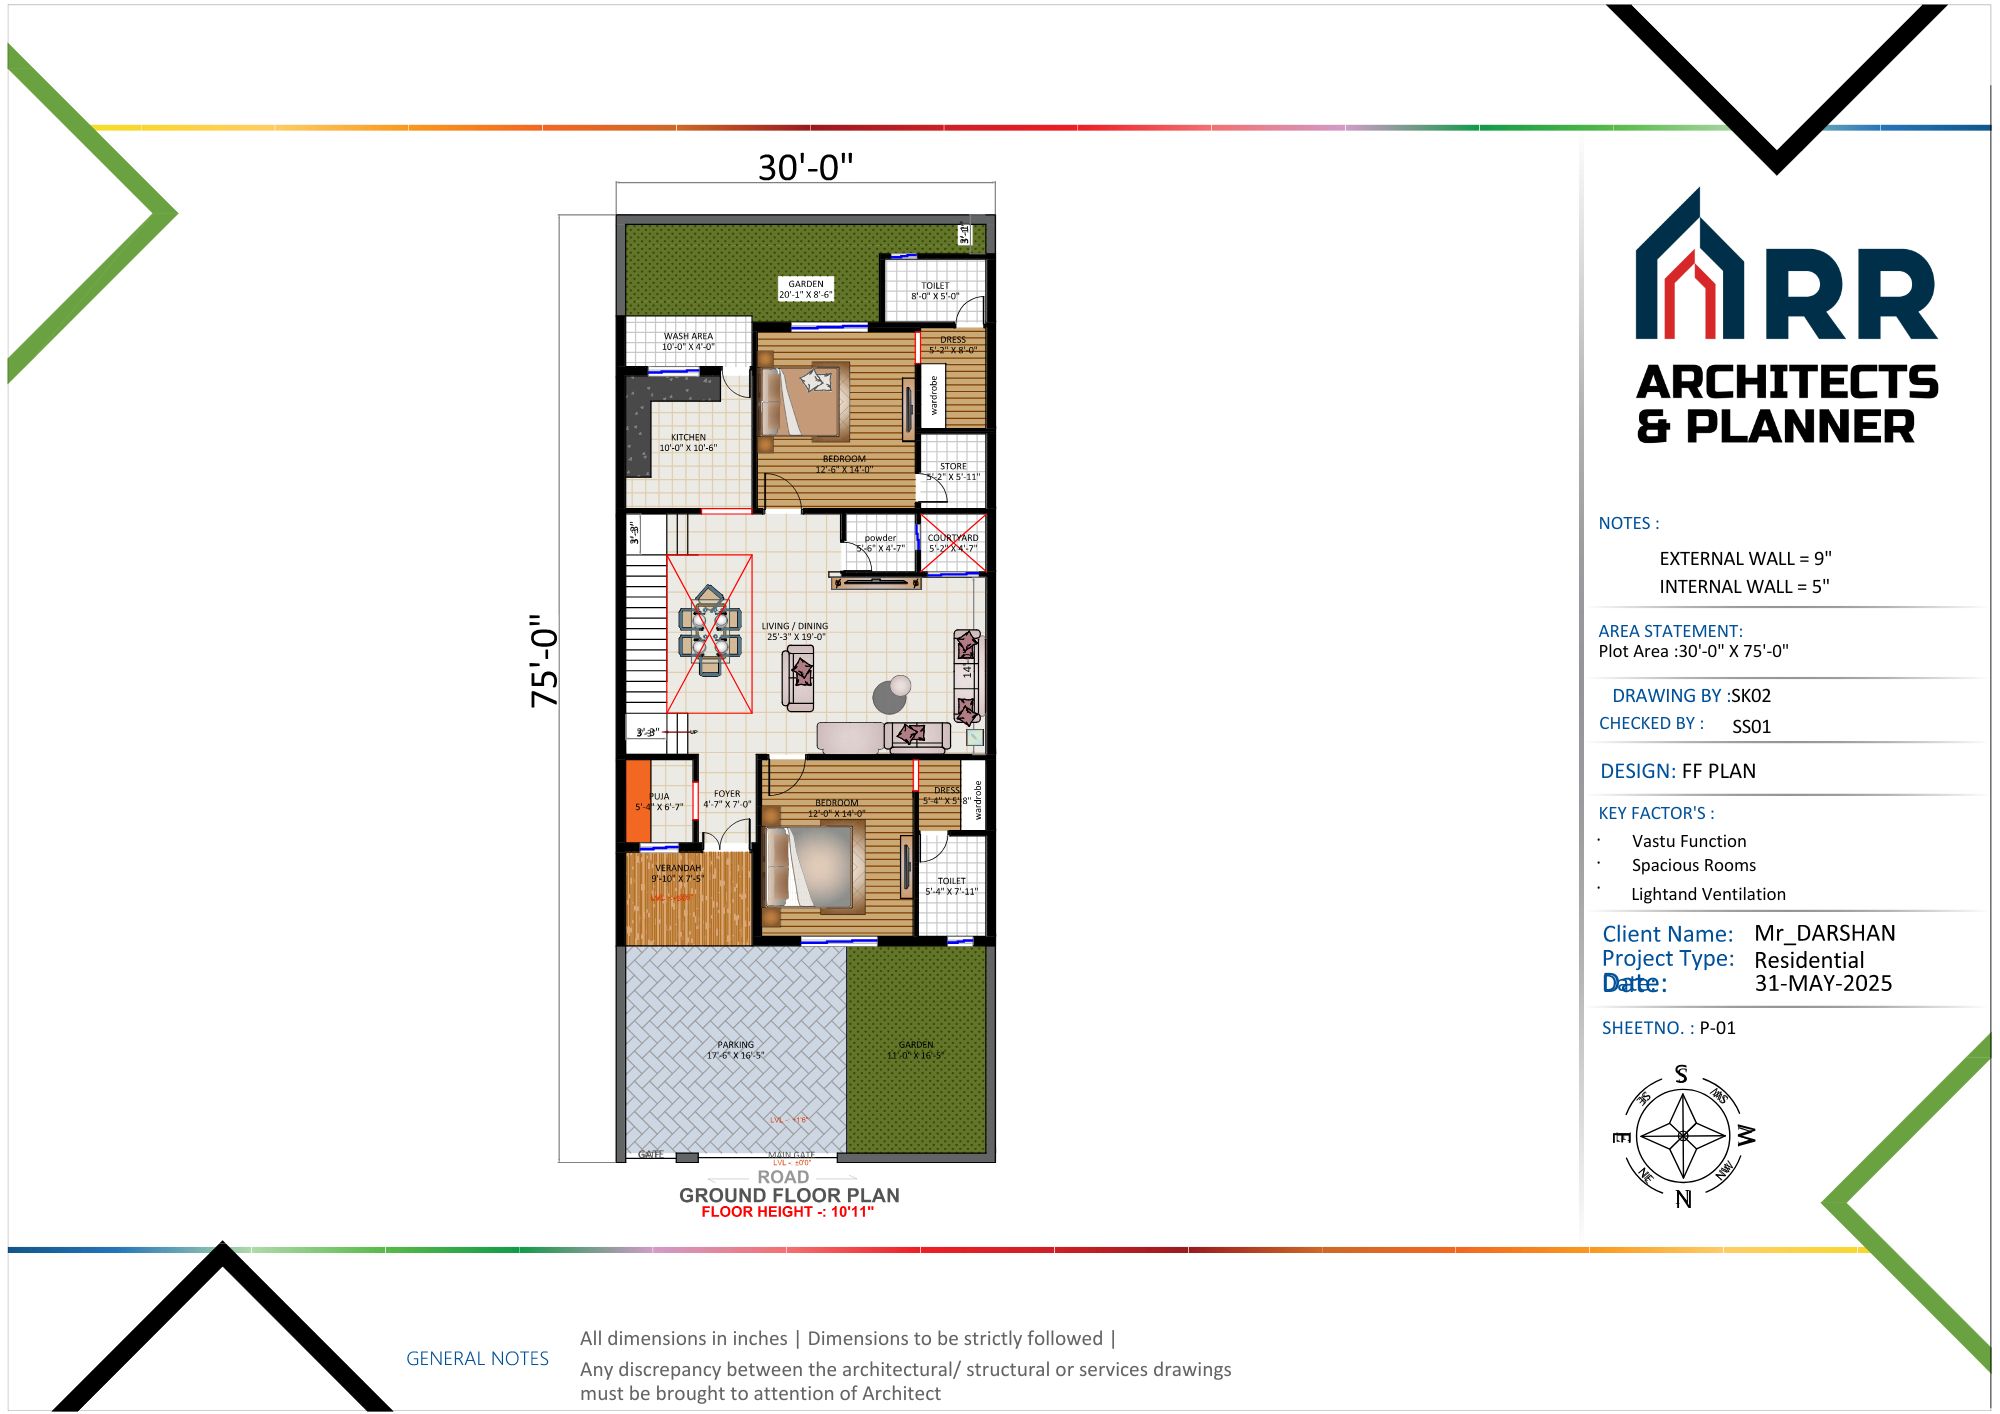 30'-0"
75'-0"
3'-1"
GARDEN
20'-1" X 8'-6"
TOILET
8'-0" X 5'-0"
WASH AREA
10'-0" X 4'-0"
DRESS
5'-2" X 8'-0"
wardrobe
KITCHEN
10'-0" X 10'-6"
BEDROOM
12'-6" X 14'-0"
STORE
5'-2" X 5'-11"
3'-3"
powder
5'-6" X 4'-7"
COURTYARD
5'-2" X 4'-7"
LIVING / DINING
25'-3" X 19'-0"
3'-3"
UP
PUJA
5'-4" X 6'-7"
FOYER
4'-7" X 7'-0"
BEDROOM
12'-0" X 14'-0"
DRESS
5'-4" X 5'-8"
wardrobe
VERANDAH
9'-10" X 7'-5"
TOILET
5'-4" X 7'-11"
PARKING
17'-6" X 16'-5"
GARDEN
11'-0" X 16'-5"
LVL - +1'6"
GATE
MAIN GATE
LVL - ±0'0"
ROAD
GROUND FLOOR PLAN
FLOOR HEIGHT -: 10'11"
RR
ARCHITECTS
& PLANNER
NOTES :
EXTERNAL WALL = 9"
INTERNAL WALL = 5"
AREA STATEMENT:
Plot Area :30'-0" X 75'-0"
DRAWING BY :SK02
CHECKED BY : SS01
DESIGN: FF PLAN
KEY FACTOR'S :
· Vastu Function
· Spacious Rooms
· Lightand Ventilation
Client Name: Mr_DARSHAN
Project Type: Residential
Date: 31-MAY-2025
SHEETNO. : P-01
S
SE
SW
E
W
NE
NW
N
GENERAL NOTES
All dimensions in inches | Dimensions to be strictly followed |
Any discrepancy between the architectural/ structural or services drawings
must be brought to attention of Architect